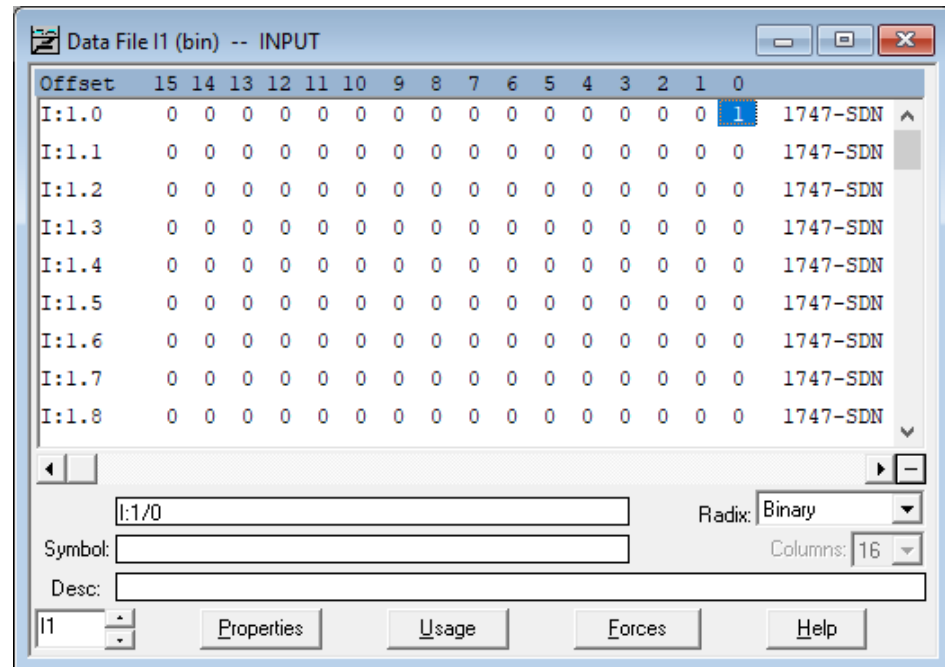 Data File I1 (bin) -- INPUT
Offset 15 14 13 12 11 10 9 8 7 6 5 4 3 2 1 0
I:1.0 0 0 0 0 0 0 0 0 0 0 0 0 0 0 0 1 1747-SDN
I:1.1 0 0 0 0 0 0 0 0 0 0 0 0 0 0 0 0 1747-SDN
I:1.2 0 0 0 0 0 0 0 0 0 0 0 0 0 0 0 0 1747-SDN
I:1.3 0 0 0 0 0 0 0 0 0 0 0 0 0 0 0 0 1747-SDN
I:1.4 0 0 0 0 0 0 0 0 0 0 0 0 0 0 0 0 1747-SDN
I:1.5 0 0 0 0 0 0 0 0 0 0 0 0 0 0 0 0 1747-SDN
I:1.6 0 0 0 0 0 0 0 0 0 0 0 0 0 0 0 0 1747-SDN
I:1.7 0 0 0 0 0 0 0 0 0 0 0 0 0 0 0 0 1747-SDN
I:1.8 0 0 0 0 0 0 0 0 0 0 0 0 0 0 0 0 1747-SDN
I:1/0 Radix: Binary
Symbol: Columns: 16
Desc:
I1 Properties Usage Forces Help